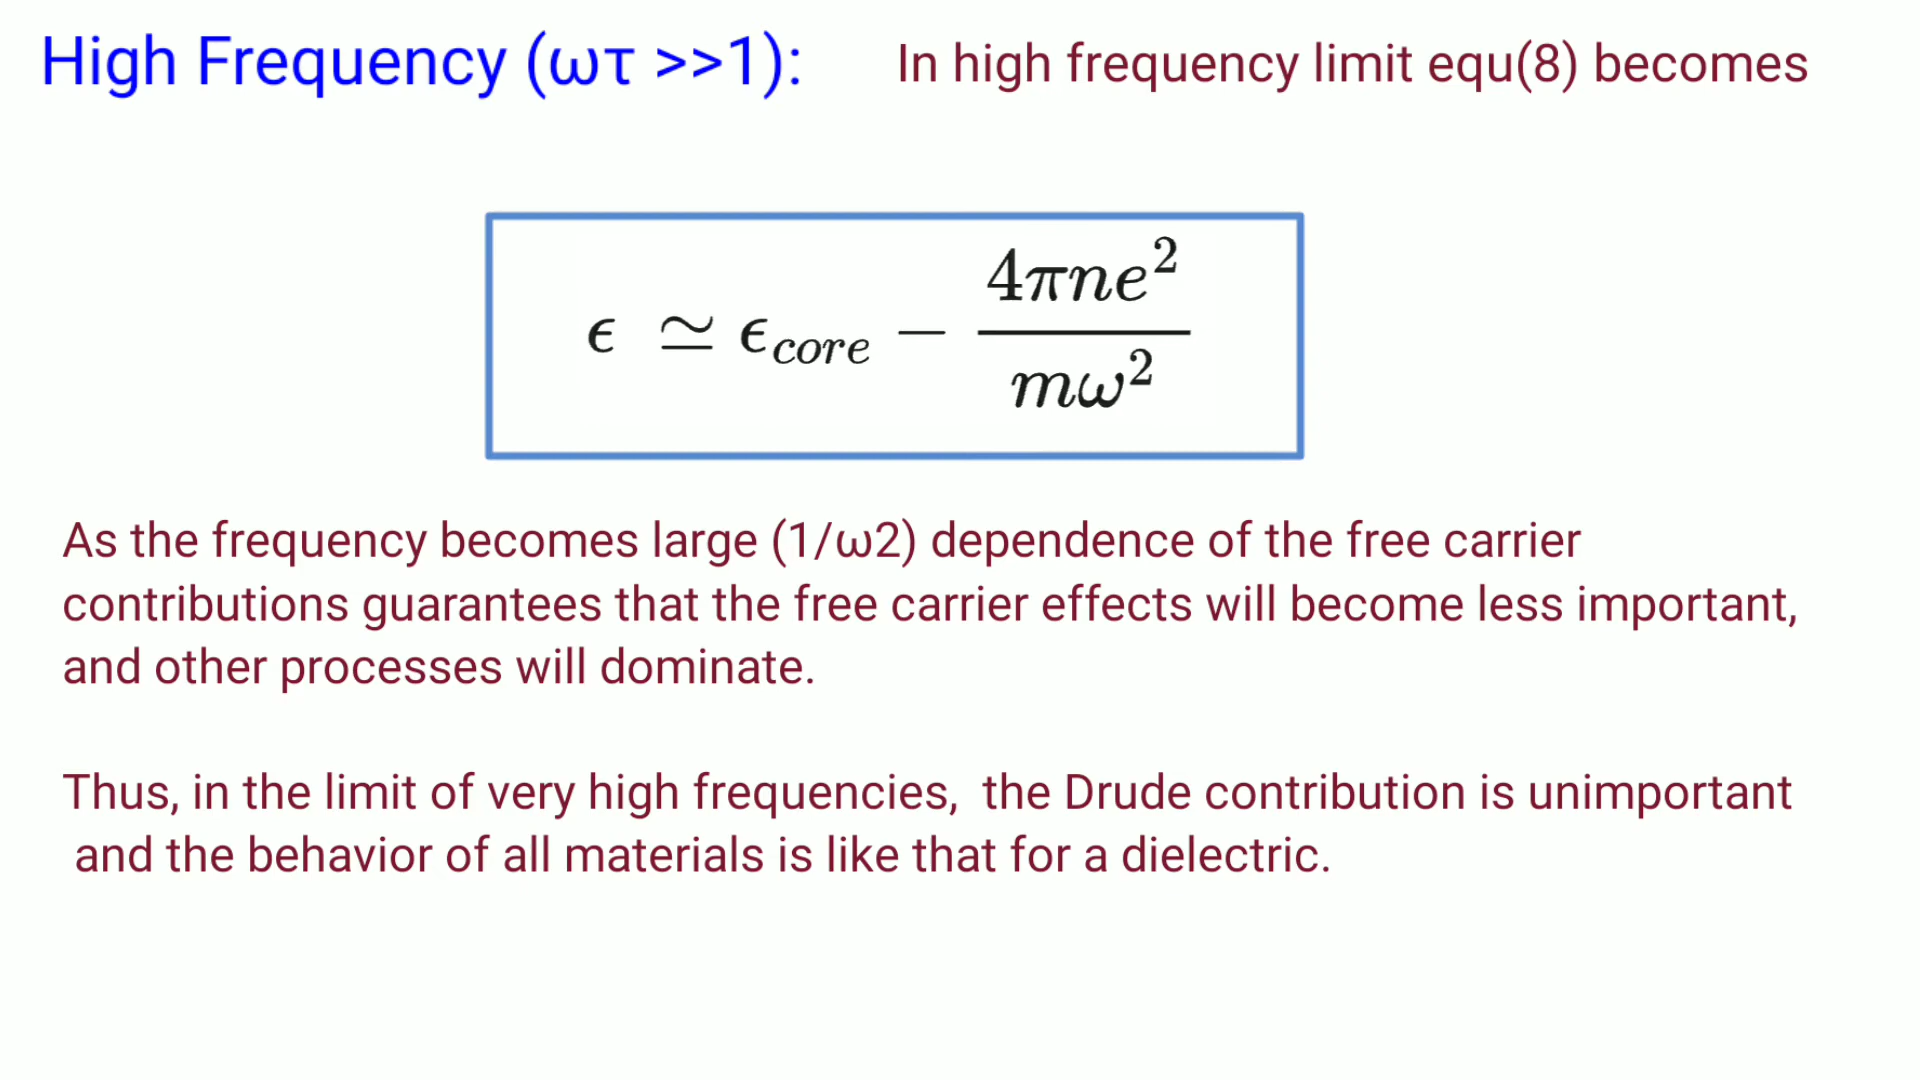 High Frequency (ωτ >>1): In high frequency limit equ(8) becomes
ϵ ≃ ϵ_core − 4πne²/mω²
As the frequency becomes large (1/ω2) dependence of the free carrier
contributions guarantees that the free carrier effects will become less important,
and other processes will dominate.
Thus, in the limit of very high frequencies, the Drude contribution is unimportant
and the behavior of all materials is like that for a dielectric.